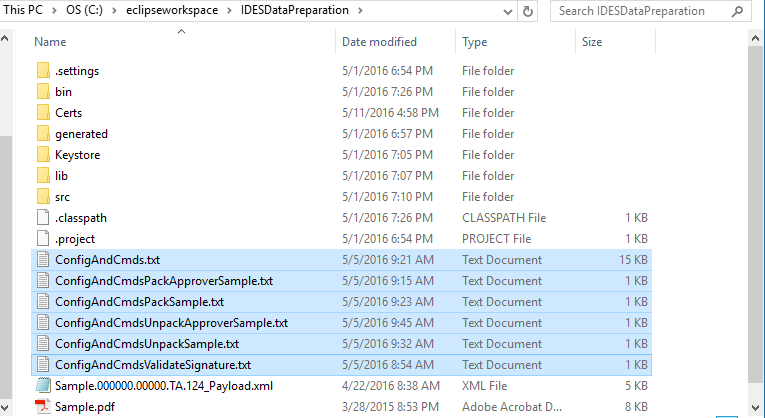 This PC > OS (C:) > eclipseworkspace > IDESDataPreparation > Search IDESDataPreparation
Name Date modified Type Size
.settings 5/1/2016 6:54 PM File folder
bin 5/1/2016 7:26 PM File folder
Certs 5/11/2016 4:58 PM File folder
generated 5/1/2016 6:57 PM File folder
Keystore 5/1/2016 7:05 PM File folder
lib 5/1/2016 7:07 PM File folder
src 5/1/2016 7:10 PM File folder
.classpath 5/1/2016 7:26 PM CLASSPATH File 1 KB
.project 5/1/2016 6:54 PM PROJECT File 1 KB
ConfigAndCmds.txt 5/5/2016 9:21 AM Text Document 15 KB
ConfigAndCmdsPackApproverSample.txt 5/5/2016 9:15 AM Text Document 1 KB
ConfigAndCmdsPackSample.txt 5/5/2016 9:23 AM Text Document 1 KB
ConfigAndCmdsUnpackApproverSample.txt 5/5/2016 9:45 AM Text Document 1 KB
ConfigAndCmdsUnpackSample.txt 5/5/2016 9:32 AM Text Document 1 KB
ConfigAndCmdsValidateSignature.txt 5/5/2016 8:54 AM Text Document 1 KB
Sample.000000.00000.TA.124_Payload.xml 4/22/2016 8:38 AM XML File 5 KB
Sample.pdf 3/28/2015 8:53 PM Adobe Acrobat D... 8 KB